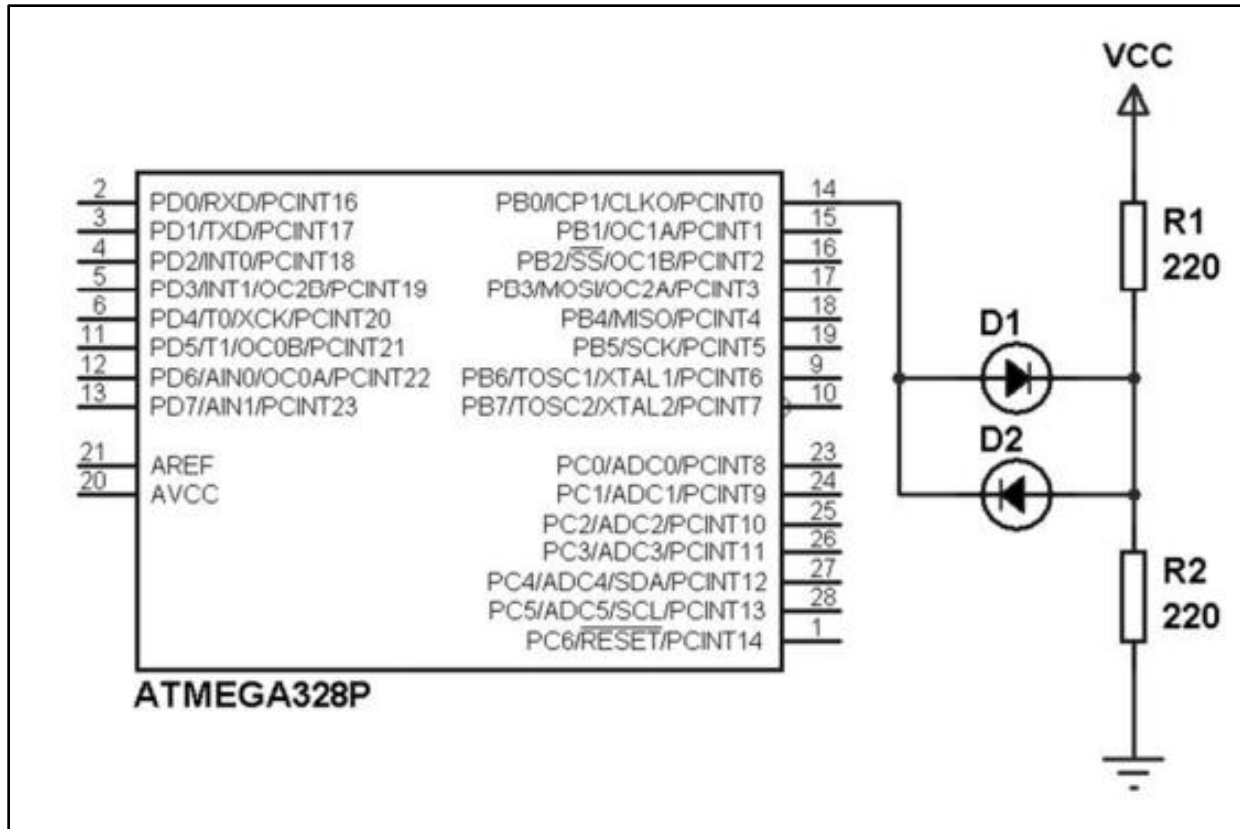 VCC
2 PD0/RXD/PCINT16 PB0/ICP1/CLKO/PCINT0 14
3 PD1/TXD/PCINT17 PB1/OC1A/PCINT1 15
4 PD2/INT0/PCINT18 PB2/SS/OC1B/PCINT2 16
5 PD3/INT1/OC2B/PCINT19 PB3/MOSI/OC2A/PCINT3 17
6 PD4/T0/XCK/PCINT20 PB4/MISO/PCINT4 18
11 PD5/T1/OC0B/PCINT21 PB5/SCK/PCINT5 19
12 PD6/AIN0/OC0A/PCINT22 PB6/TOSC1/XTAL1/PCINT6 9
13 PD7/AIN1/PCINT23 PB7/TOSC2/XTAL2/PCINT7 10
21 AREF PC0/ADC0/PCINT8 23
20 AVCC PC1/ADC1/PCINT9 24
PC2/ADC2/PCINT10 25
PC3/ADC3/PCINT11 26
PC4/ADC4/SDA/PCINT12 27
PC5/ADC5/SCL/PCINT13 28
PC6/RESET/PCINT14 1
ATMEGA328P
R1
220
D1
D2
R2
220